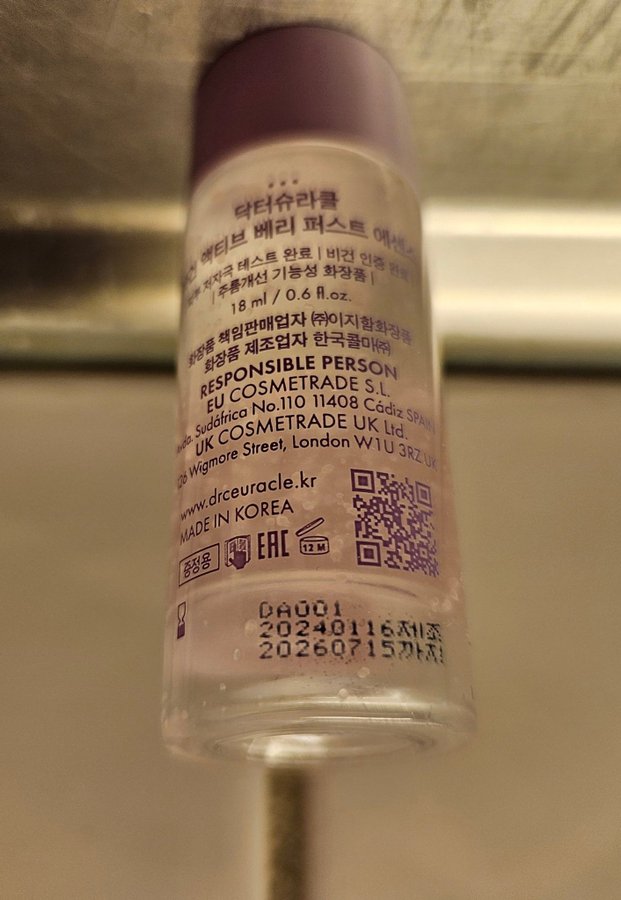 닥터슈라클
액티브 베리 퍼스트 에센스
저자극 테스트 완료 | 비건 인증 완료
| 주름개선 기능성 화장품 |
18 ml / 0.6 fl.oz.
화장품 책임판매업자 ㈜이지함화장품
화장품 제조업자 한국콜마㈜
RESPONSIBLE PERSON
EU COSMETRADE S.L.
Avda. Sudáfrica No.110 11408 Cádiz SPAIN
UK COSMETRADE UK Ltd.
126 Wigmore Street, London W1U 3RZ UK
www.drceuracle.kr
MADE IN KOREA
증정용 EAC 12 M
DA001
20240116제조
20260715까지